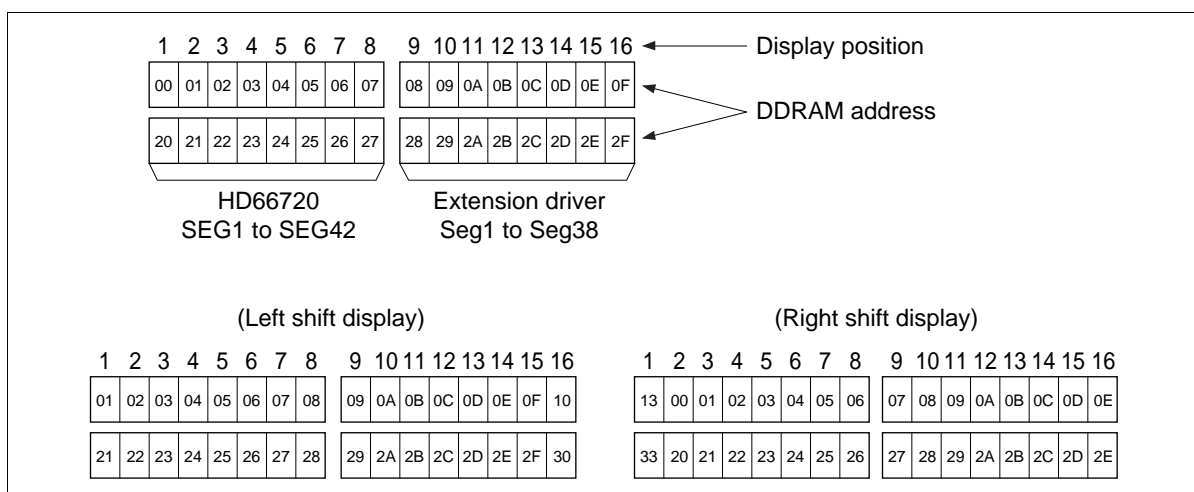 1 2 3 4 5 6 7 8 9 10 11 12 13 14 15 16 Display position
00 01 02 03 04 05 06 07 08 09 0A 0B 0C 0D 0E 0F
DDRAM address
20 21 22 23 24 25 26 27 28 29 2A 2B 2C 2D 2E 2F
HD66720 Extension driver
SEG1 to SEG42 Seg1 to Seg38
(Left shift display) (Right shift display)
1 2 3 4 5 6 7 8 9 10 11 12 13 14 15 16 1 2 3 4 5 6 7 8 9 10 11 12 13 14 15 16
01 02 03 04 05 06 07 08 09 0A 0B 0C 0D 0E 0F 10 13 00 01 02 03 04 05 06 07 08 09 0A 0B 0C 0D 0E
21 22 23 24 25 26 27 28 29 2A 2B 2C 2D 2E 2F 30 33 20 21 22 23 24 25 26 27 28 29 2A 2B 2C 2D 2E